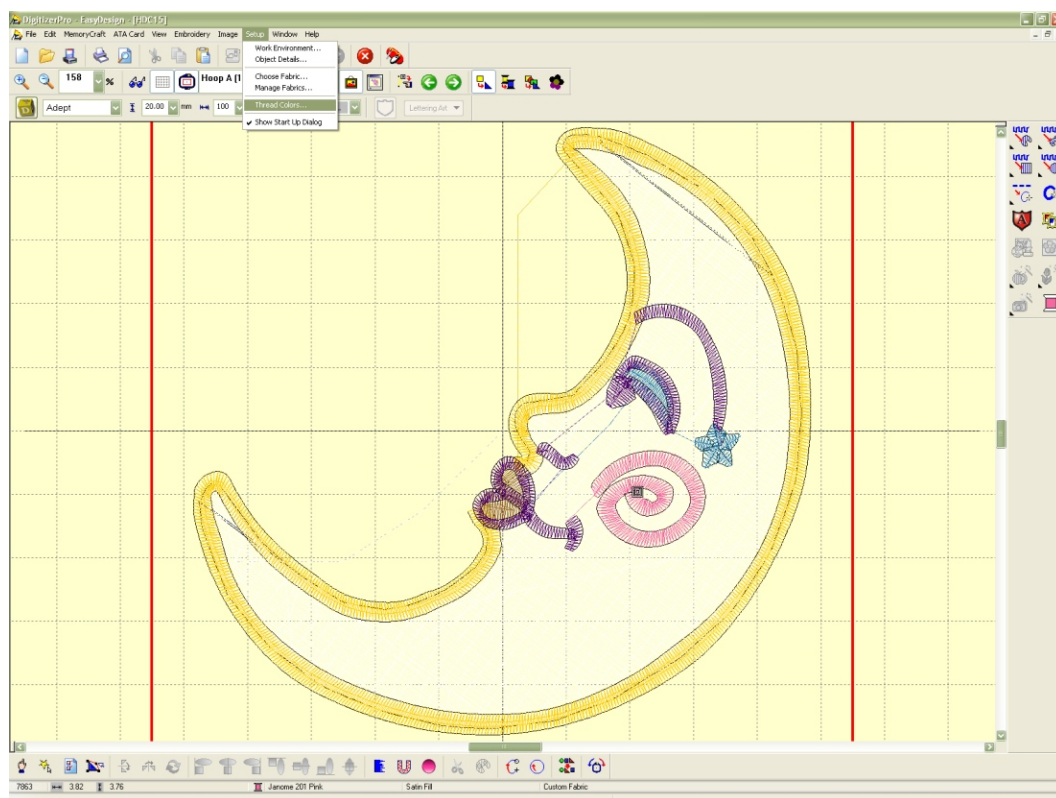 DigitizerPro - EasyDesign - [HDC15]
File Edit MemoryCraft ATA Card View Embroidery Image Setup Window Help
Work Environment...
Object Details...
Choose Fabric...
Manage Fabrics...
Thread Colors...
Show Start Up Dialog
158 % Hoop A [1
Adept 20.00 mm 100 Lettering Art
A
7863 3.82 3.76 Janome 201 Pink Satin Fill Custom Fabric